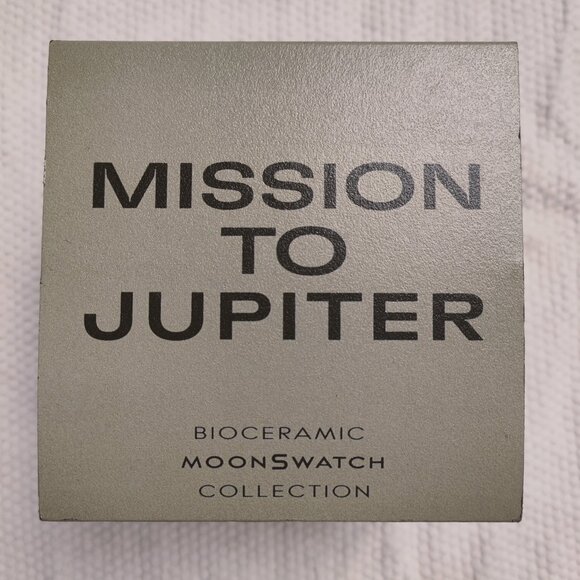 MISSION
TO
JUPITER
BIOCERAMIC
MOONSWATCH
COLLECTION